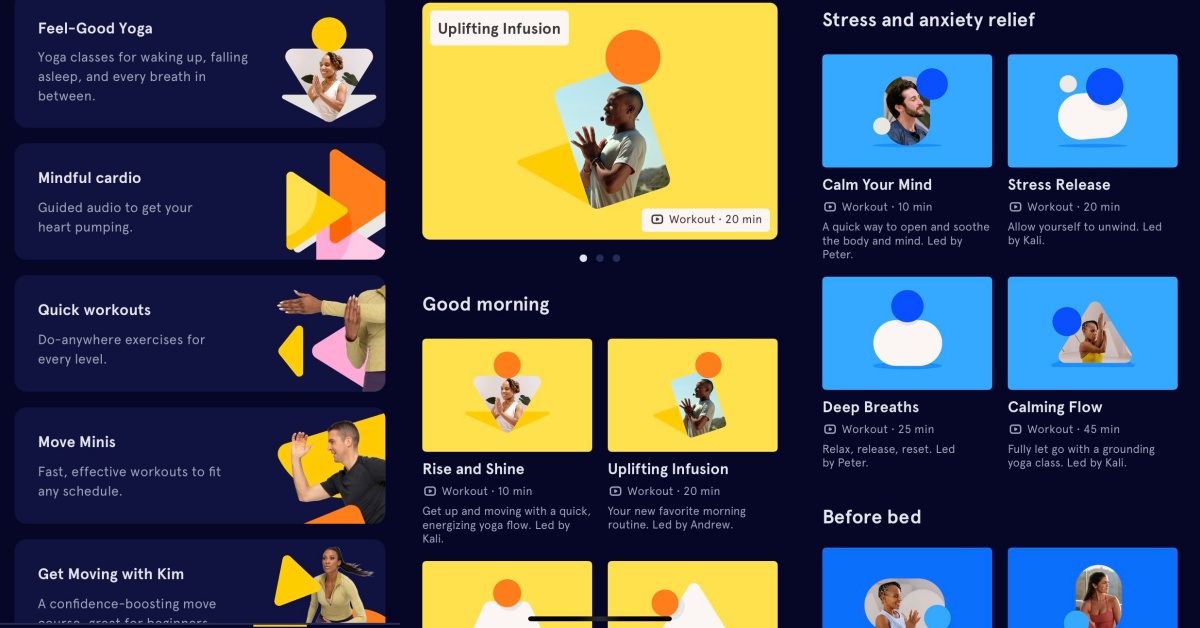 Feel-Good Yoga
Yoga classes for waking up, falling
asleep, and every breath in
between.
Mindful cardio
Guided audio to get your
heart pumping.
Quick workouts
Do-anywhere exercises for
every level.
Move Minis
Fast, effective workouts to fit
any schedule.
Get Moving with Kim
A confidence-boosting move
course, great for beginners
Uplifting Infusion
Workout · 20 min
Good morning
Rise and Shine
Workout · 10 min
Get up and moving with a quick,
energizing yoga flow. Led by
Kali.
Uplifting Infusion
Workout · 20 min
Your new favorite morning
routine. Led by Andrew.
Stress and anxiety relief
Calm Your Mind
Workout · 10 min
A quick way to open and soothe
the body and mind. Led by
Peter.
Stress Release
Workout · 20 min
Allow yourself to unwind. Led
by Kali.
Deep Breaths
Workout · 25 min
Relax, release, reset. Led
by Peter.
Calming Flow
Workout · 45 min
Fully let go with a grounding
yoga class. Led by Kali.
Before bed